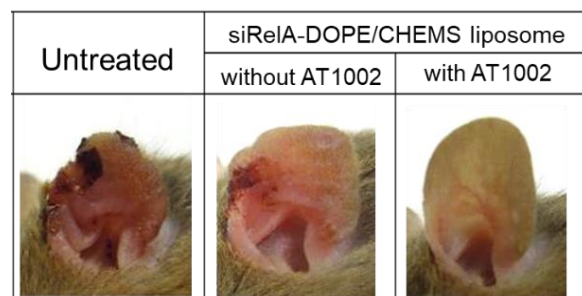 Untreated
siRelA-DOPE/CHEMS liposome
without AT1002
with AT1002